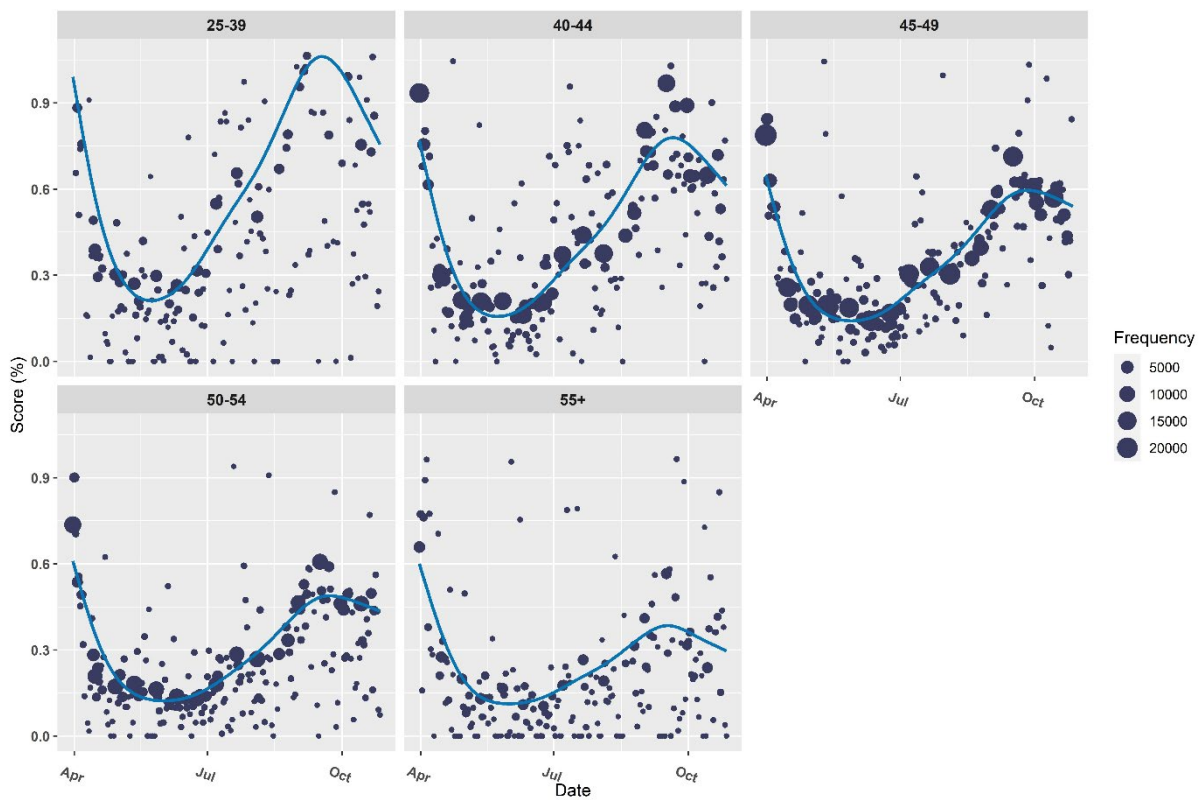 25-39
40-44
45-49
0.9
0.6
0.3
0.0
Apr
Jul
Oct
Frequency
5000
10000
15000
20000
Score (%)
50-54
55+
0.9
0.6
0.3
0.0
Apr
Jul
Oct
Apr
Jul
Oct
Date